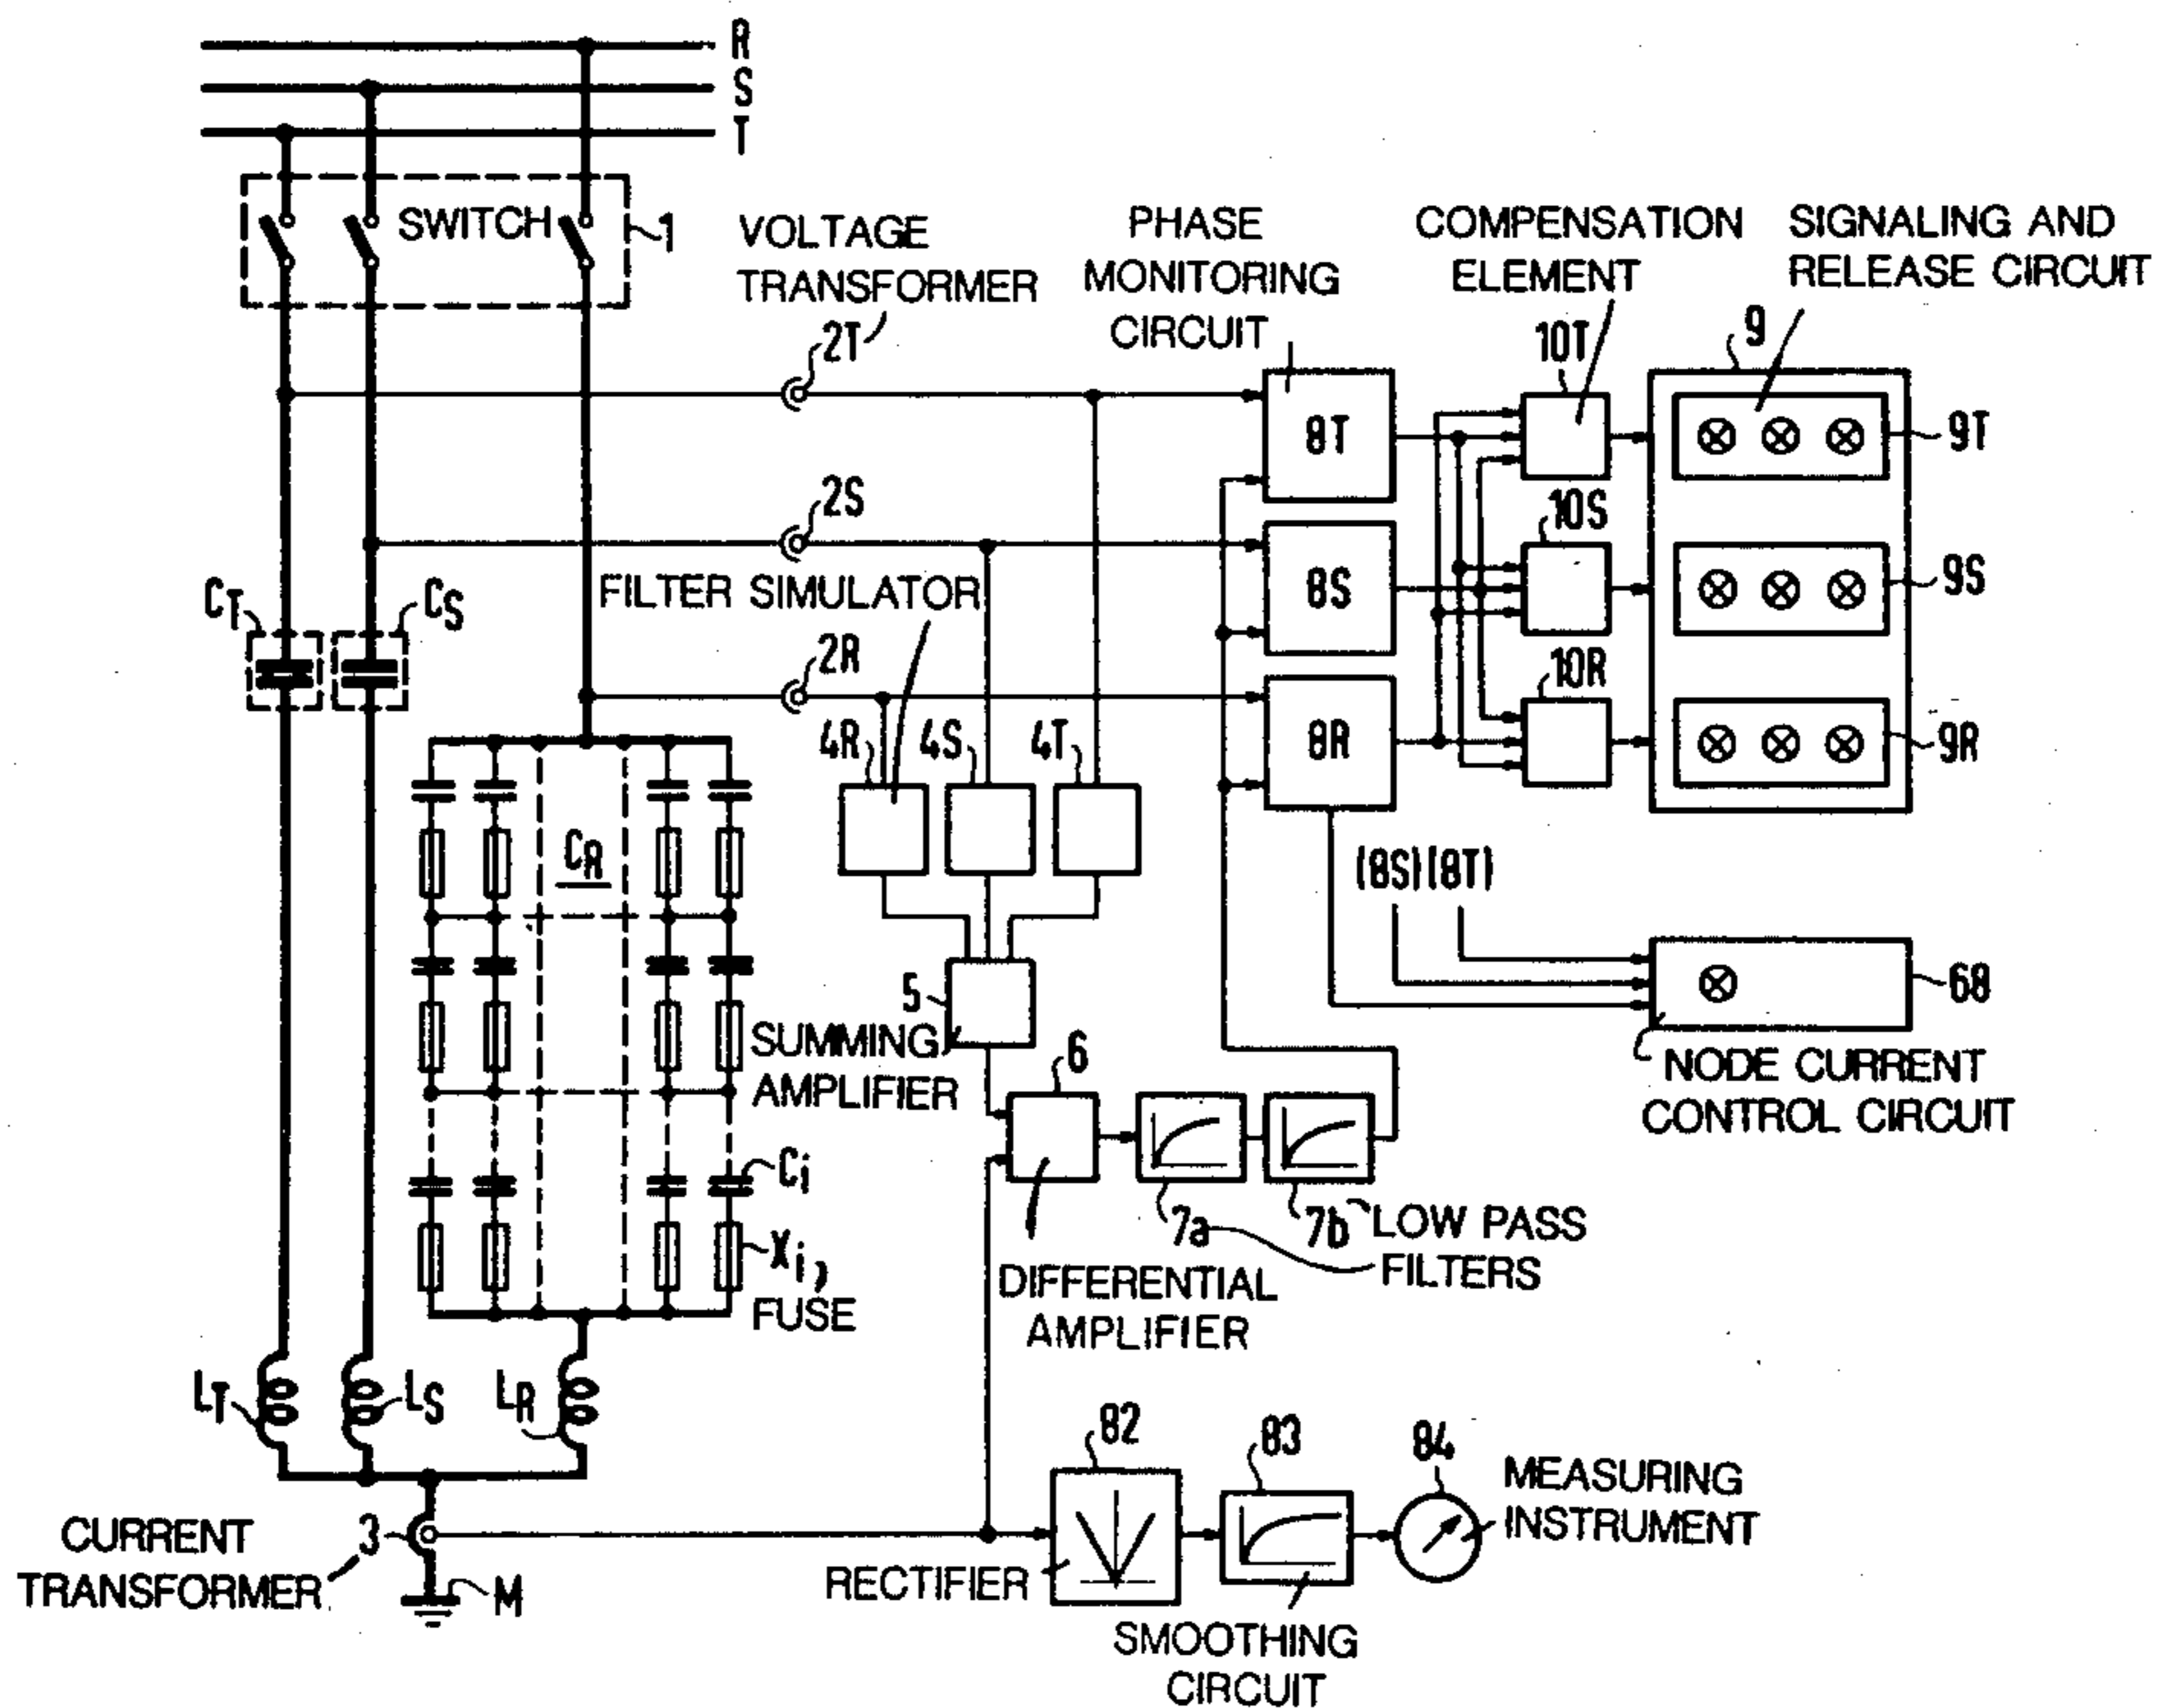 R
S
T
SWITCH
1
VOLTAGE
TRANSFORMER
2T
PHASE
MONITORING
CIRCUIT
COMPENSATION
ELEMENT
SIGNALING AND
RELEASE CIRCUIT
10T
9
8T
9T
2S
10S
8S
9S
FILTER SIMULATOR
CT
CS
2R
10R
4R
4S
4T
8R
9R
CR
(8S) (8T)
5
68
SUMMING
AMPLIFIER
6
NODE CURRENT
CONTROL CIRCUIT
Ci
Xi,
FUSE
7a
7b
LOW PASS
FILTERS
DIFFERENTIAL
AMPLIFIER
LT
LS
LR
82
83
84
MEASURING
INSTRUMENT
CURRENT
TRANSFORMER
3
M
RECTIFIER
SMOOTHING
CIRCUIT